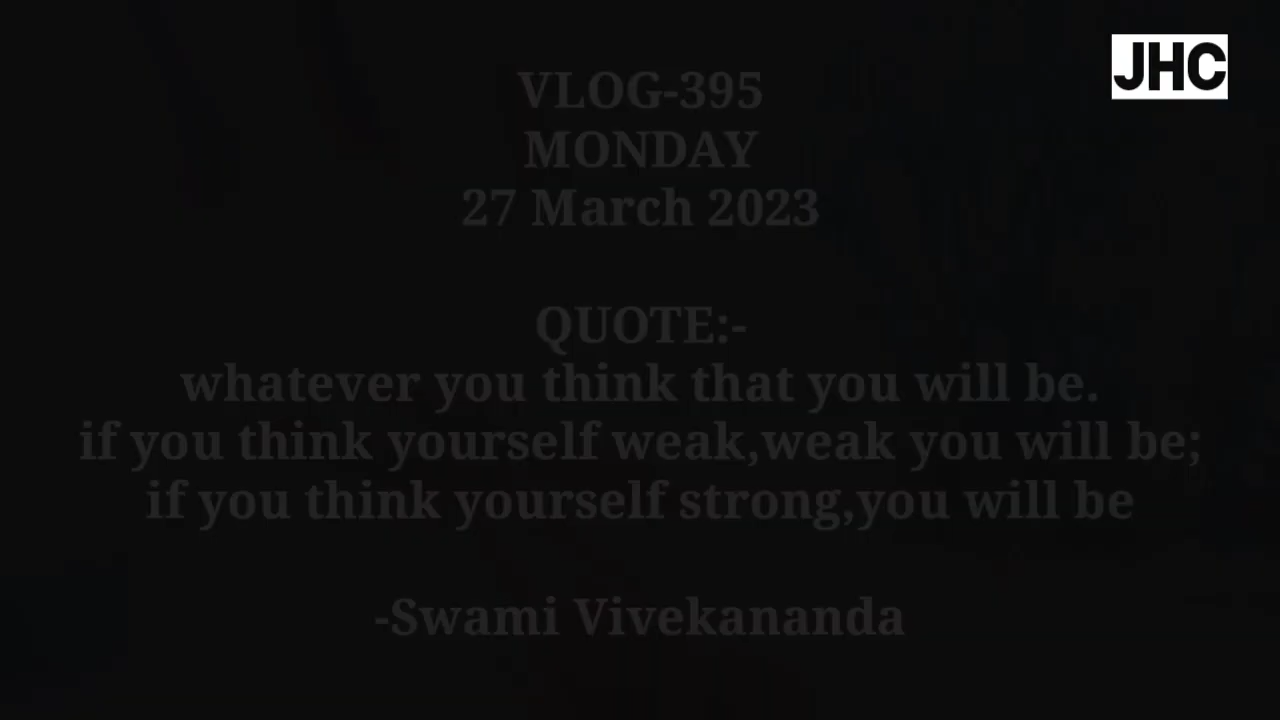 JHC
VLOG-395
MONDAY
27 March 2023
QUOTE:-
whatever you think that you will be.
if you think yourself weak,weak you will be;
if you think yourself strong,you will be
-Swami Vivekananda